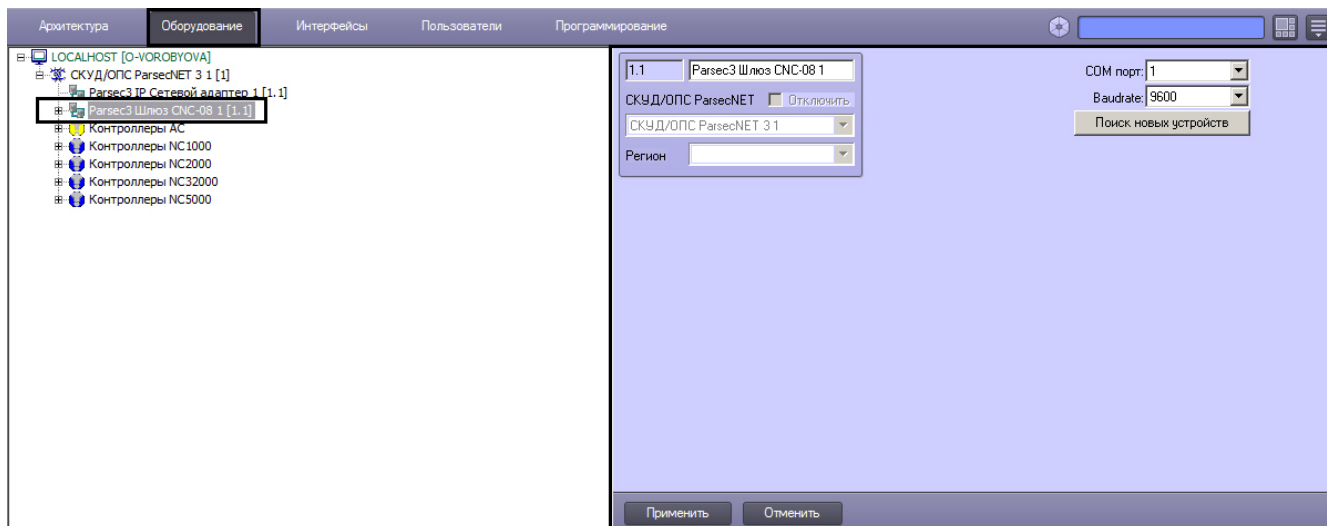 Архитектура Оборудование Интерфейсы Пользователи Программирование
LOCALHOST [O-VOROBYOVA]
СКУД/ОПС ParsecNET 3 1 [1]
Parsec3 IP Сетевой адаптер 1 [1.1]
Parsec3 Шлюз CNC-08 1 [1.1]
Контроллеры AC
Контроллеры NC1000
Контроллеры NC2000
Контроллеры NC32000
Контроллеры NC5000
1.1 Parsec3 Шлюз CNC-08 1
СКУД/ОПС ParsecNET Отключить
СКУД/ОПС ParsecNET 3 1
Регион
COM порт: 1
Baudrate: 9600
Поиск новых устройств
Применить Отменить